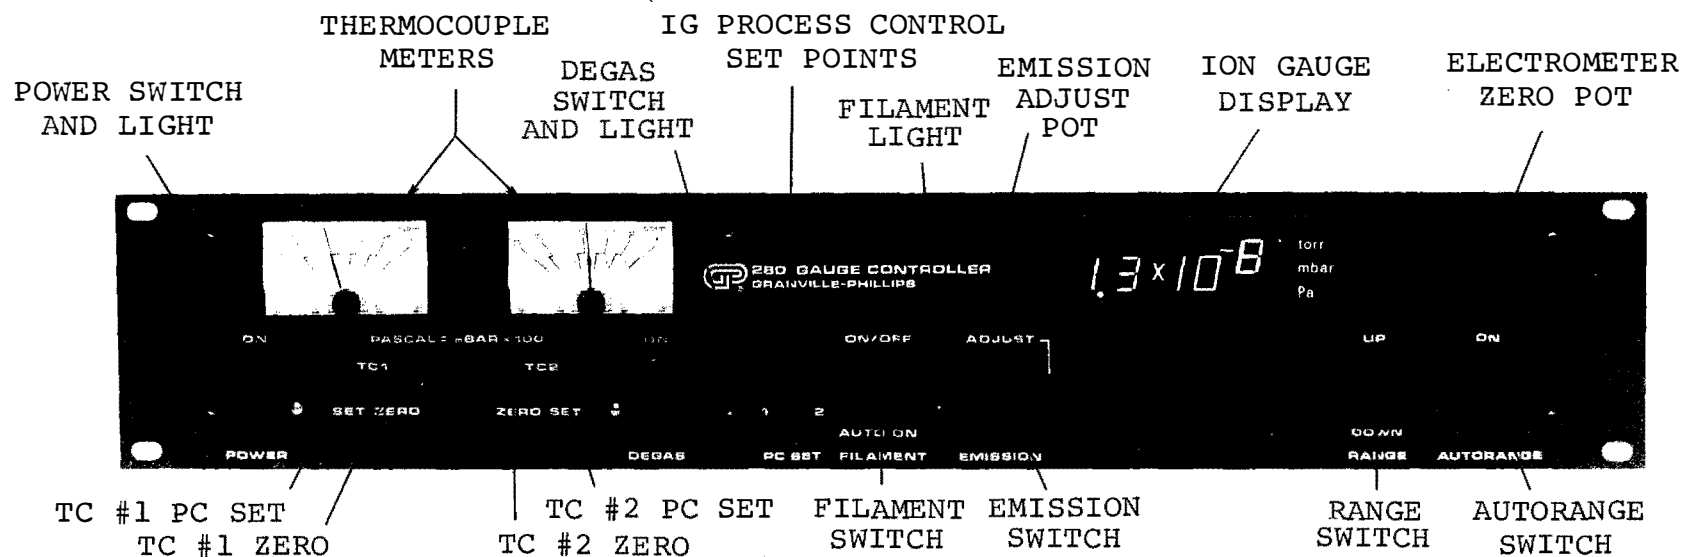 THERMOCOUPLE
METERS
IG PROCESS CONTROL
SET POINTS
POWER SWITCH
AND LIGHT
DEGAS
SWITCH
AND LIGHT
FILAMENT
LIGHT
EMISSION
ADJUST
POT
ION GAUGE
DISPLAY
ELECTROMETER
ZERO POT
280 GAUGE CONTROLLER
GRANVILLE-PHILLIPS
1.3 x 10-8
torr
mbar
Pa
ON
PASCAL = mBAR x 100
ON
ON/OFF
ADJUST
UP
ON
TC1
TC2
SET ZERO
ZERO SET
1 2
AUTO ON
DOWN
POWER
DEGAS
PC SET
FILAMENT
EMISSION
RANGE
AUTORANGE
TC #1 PC SET
TC #1 ZERO
TC #2 PC SET
TC #2 ZERO
FILAMENT
SWITCH
EMISSION
SWITCH
RANGE
SWITCH
AUTORANGE
SWITCH